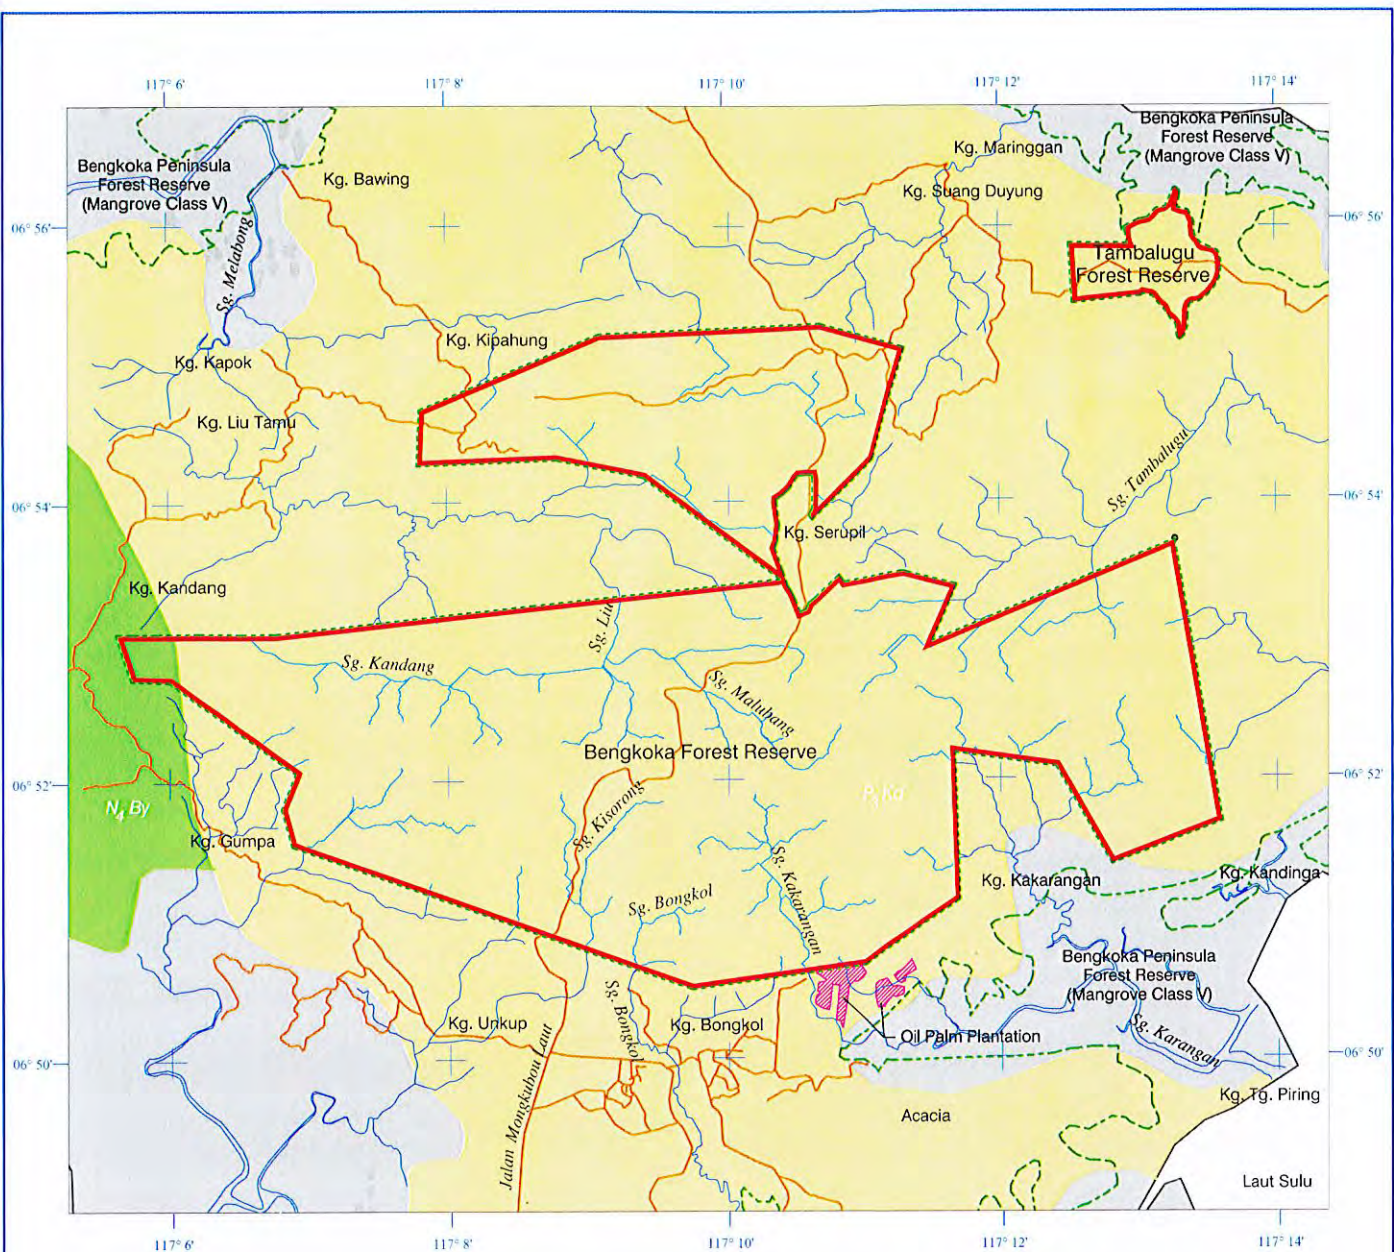 117° 6'
117° 8'
117° 10'
117° 12'
117° 14'
Bengkoka Peninsula
Forest Reserve
(Mangrove Class V)
Kg. Maringgan
Bengkoka Peninsula
Forest Reserve
(Mangrove Class V)
Kg. Bawing
Kg. Suang Duyung
06° 56'
06° 56'
Sg. Melabong
Tambalugu
Forest Reserve
Kg. Kipahung
Kg. Kapok
Kg. Liu Tamu
Sg. Tambalugu
06° 54'
06° 54'
Kg. Serupil
Kg. Kandang
Sg. Liu
Sg. Kandang
Sg. Malubang
Bengkoka Forest Reserve
06° 52'
06° 52'
N4 By
Sg. Kisorong
Kg. Gumpa
Sg. Kakarangan
Kg. Kakarangan
Kg. Kandinga
Sg. Bongkol
Bengkoka Peninsula
Forest Reserve
(Mangrove Class V)
Sg. Bongkol
Kg. Unkup
Kg. Bongkol
Oil Palm Plantation
Sg. Karangan
06° 50'
06° 50'
Jalan Mongkubou Laut
Acacia
Kg. Tg. Piring
Laut Sulu
117° 6'
117° 8'
117° 10'
117° 12'
117° 14'